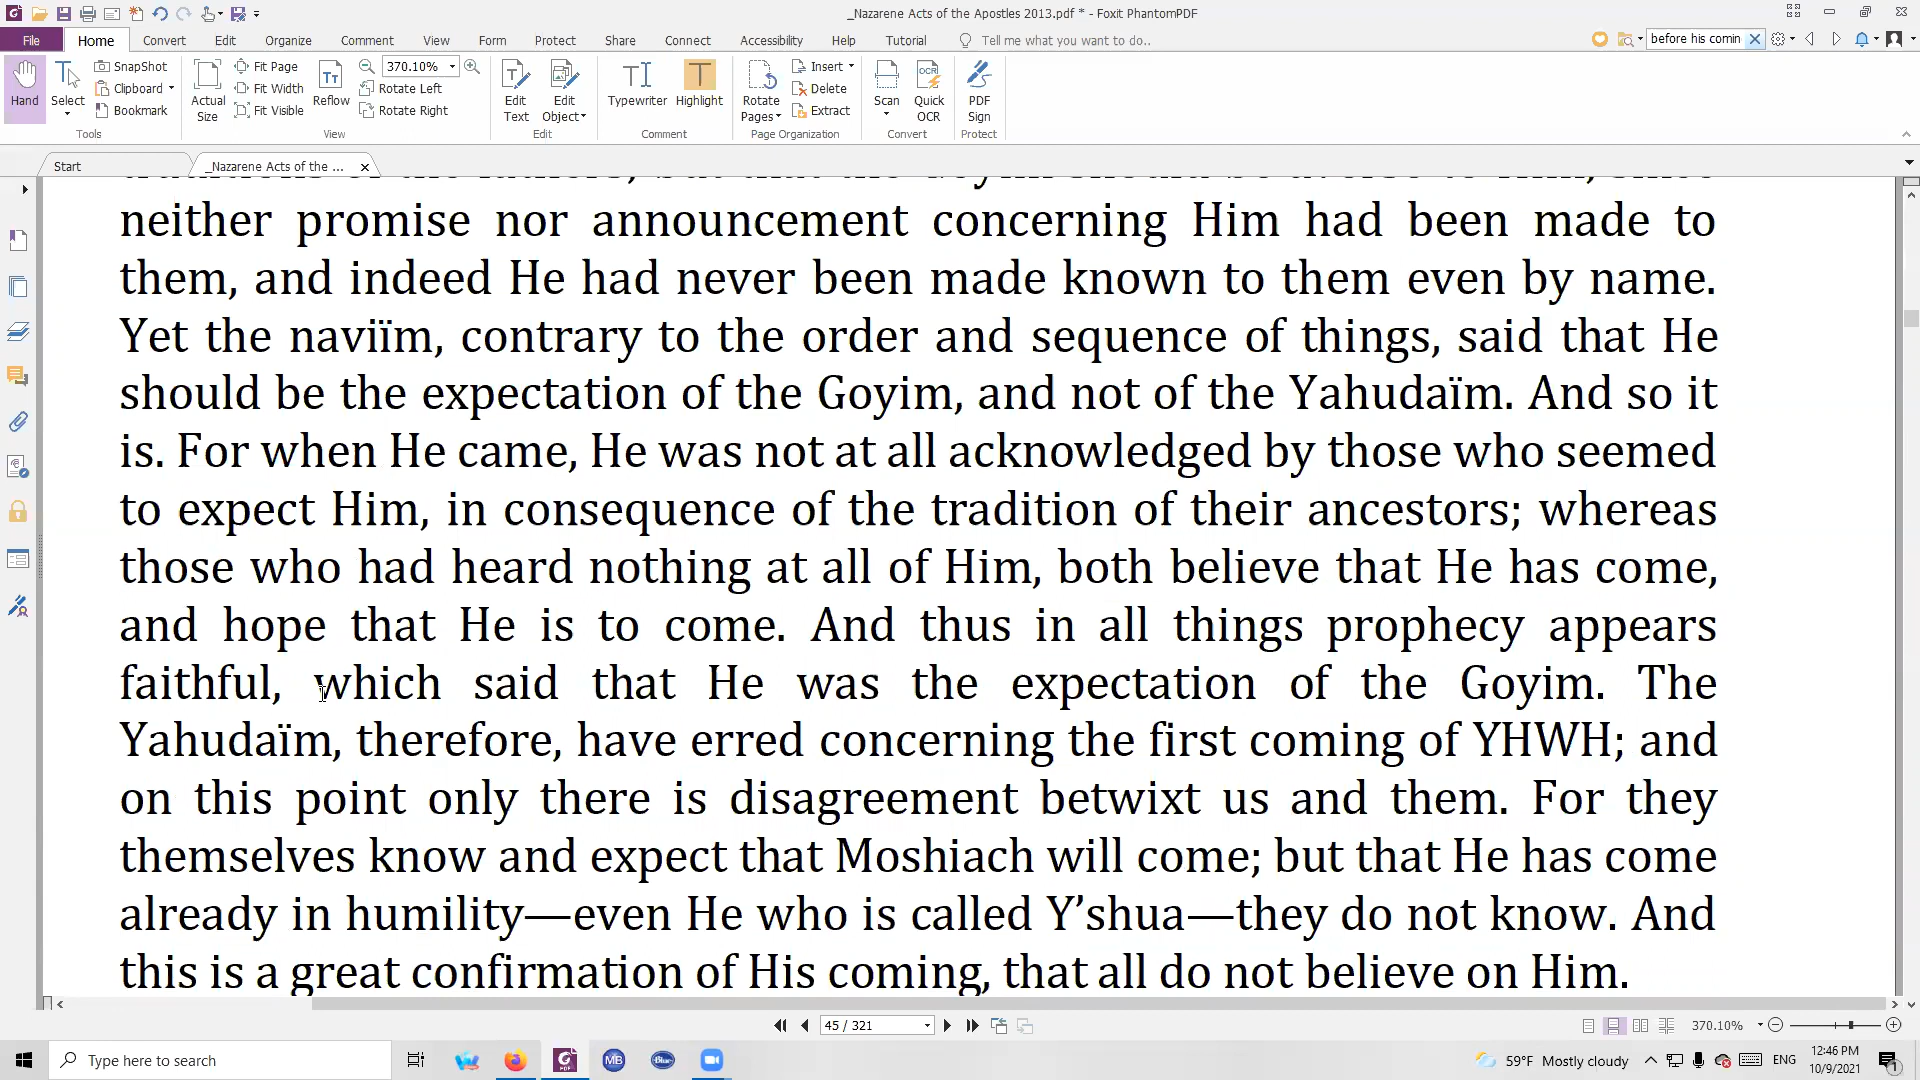 _Nazarene Acts of the Apostles 2013.pdf * - Foxit PhantomPDF
File Home Convert Edit Organize Comment View Form Protect Share Connect Accessibility Help Tutorial Tell me what you want to do.. before his comin
Hand
Select
SnapShot
Clipboard
Bookmark
Tools
Actual Size
Fit Page
Fit Width
Fit Visible
Reflow
370.10%
Rotate Left
Rotate Right
View
Edit Text
Edit Object
Edit
Typewriter
Highlight
Comment
Rotate Pages
Insert
Delete
Extract
Page Organization
Scan
Quick OCR
Convert
PDF Sign
Protect
Start _Nazarene Acts of the ...
neither promise nor announcement concerning Him had been made to
them, and indeed He had never been made known to them even by name.
Yet the naviïm, contrary to the order and sequence of things, said that He
should be the expectation of the Goyim, and not of the Yahudaïm. And so it
is. For when He came, He was not at all acknowledged by those who seemed
to expect Him, in consequence of the tradition of their ancestors; whereas
those who had heard nothing at all of Him, both believe that He has come,
and hope that He is to come. And thus in all things prophecy appears
faithful, which said that He was the expectation of the Goyim. The
Yahudaïm, therefore, have erred concerning the first coming of YHWH; and
on this point only there is disagreement betwixt us and them. For they
themselves know and expect that Moshiach will come; but that He has come
already in humility—even He who is called Y’shua—they do not know. And
this is a great confirmation of His coming, that all do not believe on Him.
45 / 321
370.10%
Type here to search
MB
Blue
59°F Mostly cloudy
ENG
12:46 PM
10/9/2021